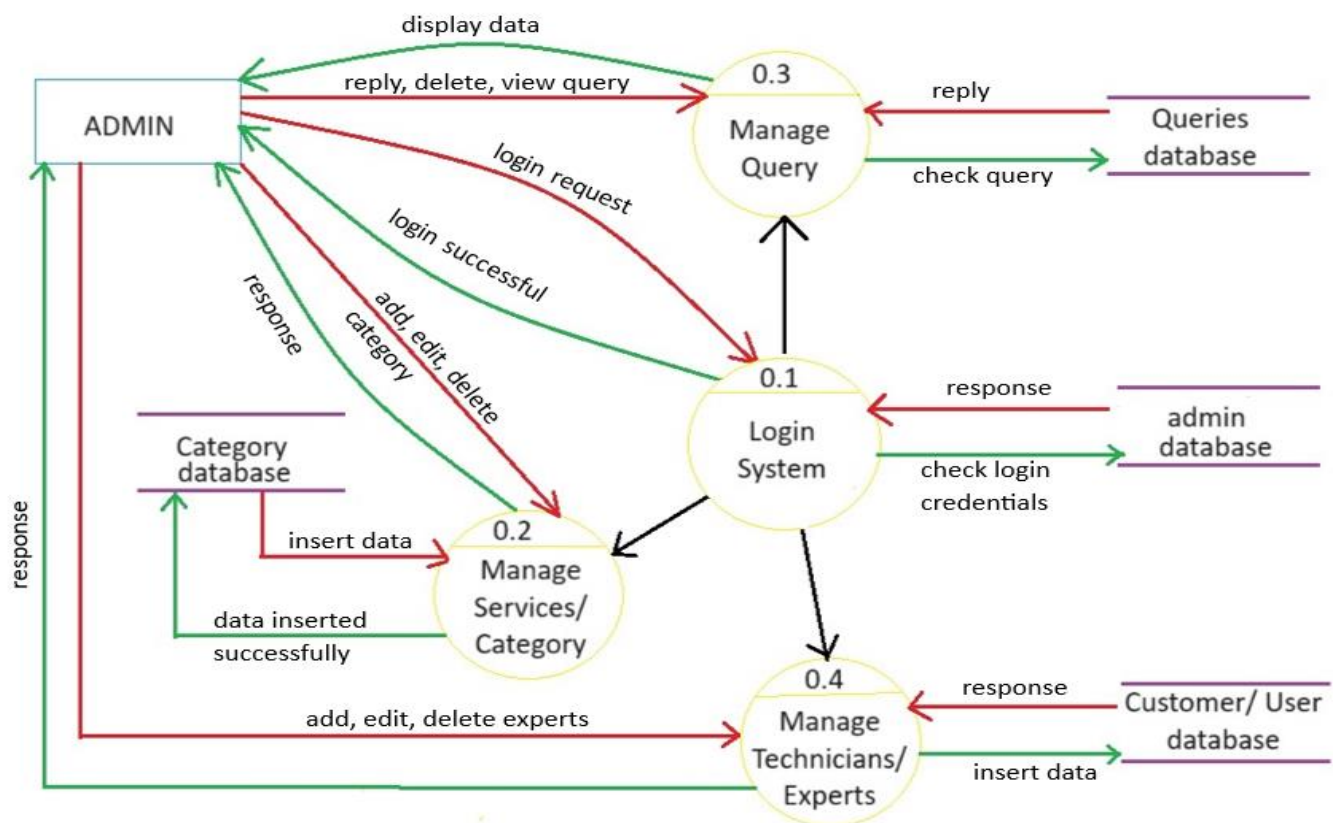 display data
0.3
reply, delete, view query
reply
ADMIN
Manage
Query
Queries
database
login request
check query
login successful
response
add, edit, delete
category
0.1
response
Login
System
admin
database
Category
database
check login
credentials
0.2
insert data
Manage
Services/
Category
response
data inserted
successfully
0.4
response
Customer/ User
database
add, edit, delete experts
Manage
Technicians/
Experts
insert data